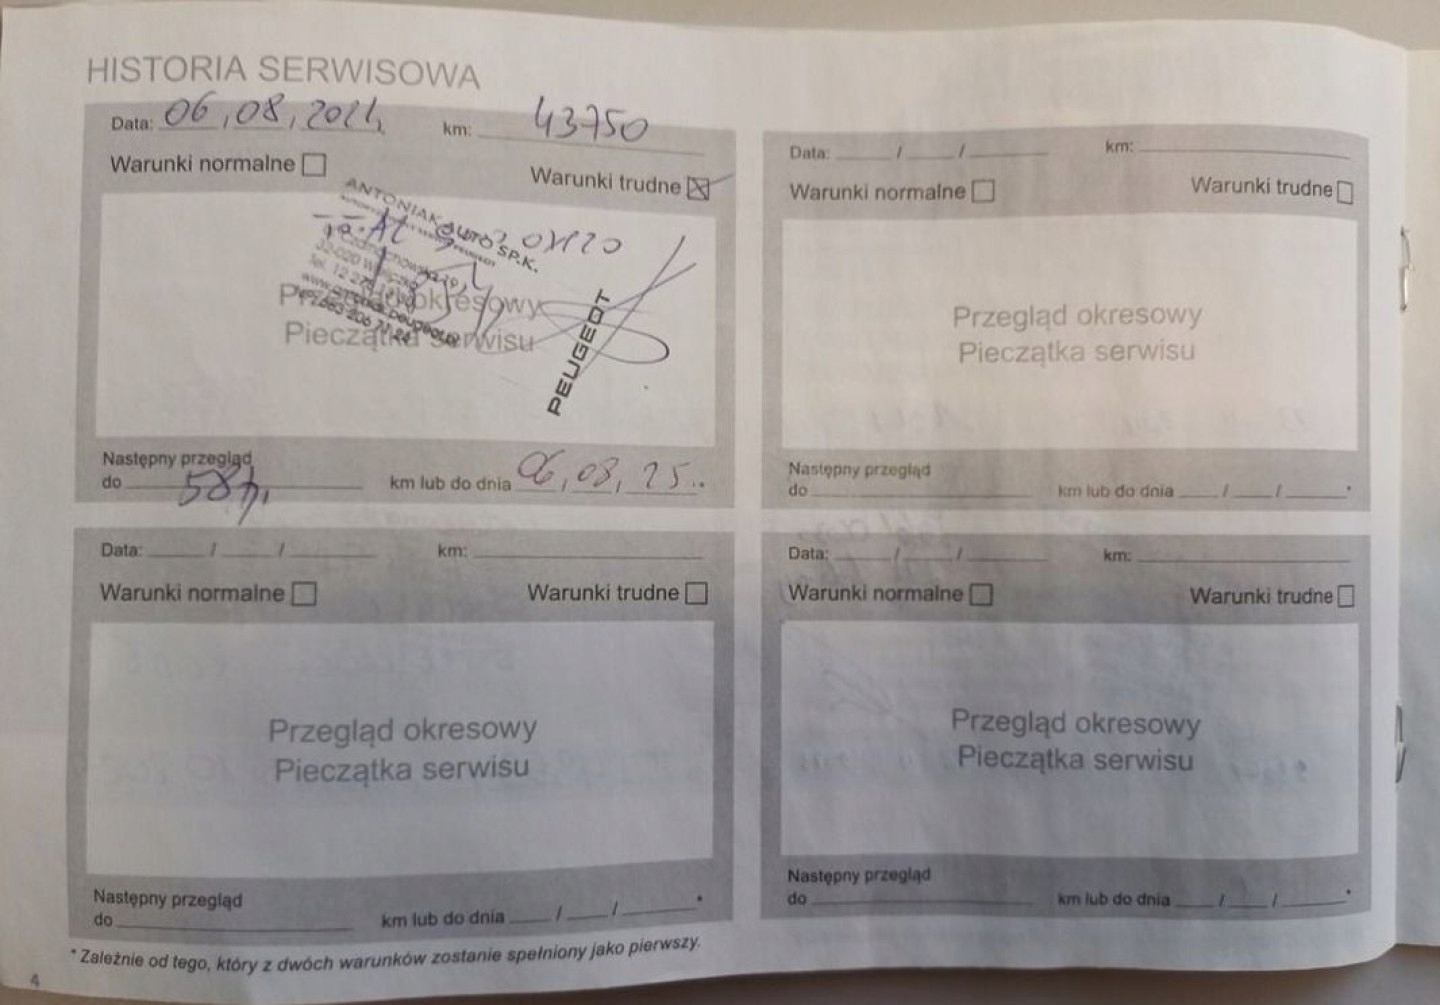 HISTORIA SERWISOWA
Data: 06,08,2024, km: 43750
Warunki normalne Warunki trudne
ANTONIAK AUTO SP.K.
32-020
Przegląd okresowy
Pieczątka serwisu
PEUGEOT
Następny przegląd
do km lub do dnia 06,08,25.
Data: / / km:
Warunki normalne Warunki trudne
Przegląd okresowy
Pieczątka serwisu
Następny przegląd
do km lub do dnia / / *
Data: / / km:
Warunki normalne Warunki trudne
Przegląd okresowy
Pieczątka serwisu
Następny przegląd
do km lub do dnia / / *
Data: / / km:
Warunki normalne Warunki trudne
Przegląd okresowy
Pieczątka serwisu
Następny przegląd
do km lub do dnia / / *
* Zależnie od tego, który z dwóch warunków zostanie spełniony jako pierwszy.
4